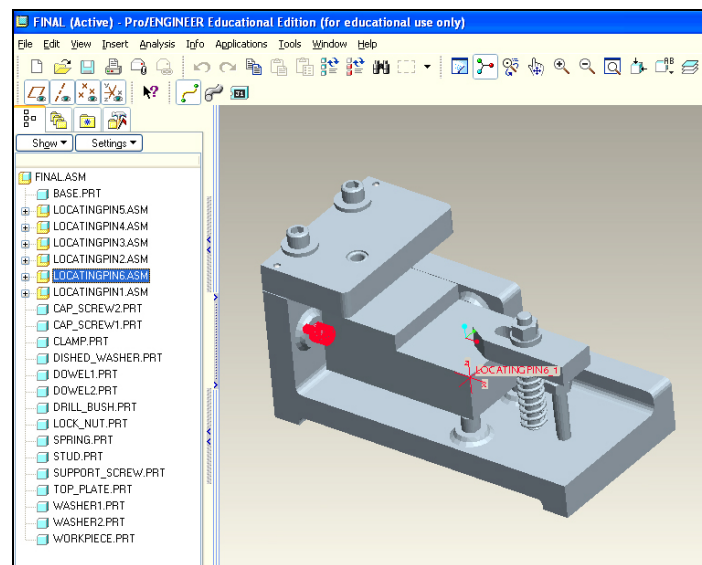 FINAL (Active) - Pro/ENGINEER Educational Edition (for educational use only)
File Edit View Insert Analysis Info Applications Tools Window Help
Show Settings
FINAL.ASM
BASE.PRT
LOCATINGPIN5.ASM
LOCATINGPIN4.ASM
LOCATINGPIN3.ASM
LOCATINGPIN2.ASM
LOCATINGPIN6.ASM
LOCATINGPIN1.ASM
CAP_SCREW2.PRT
CAP_SCREW1.PRT
CLAMP.PRT
DISHED_WASHER.PRT
DOWEL1.PRT
DOWEL2.PRT
DRILL_BUSH.PRT
LOCK_NUT.PRT
SPRING.PRT
STUD.PRT
SUPPORT_SCREW.PRT
TOP_PLATE.PRT
WASHER1.PRT
WASHER2.PRT
WORKPIECE.PRT
LOCATINGPIN6_1